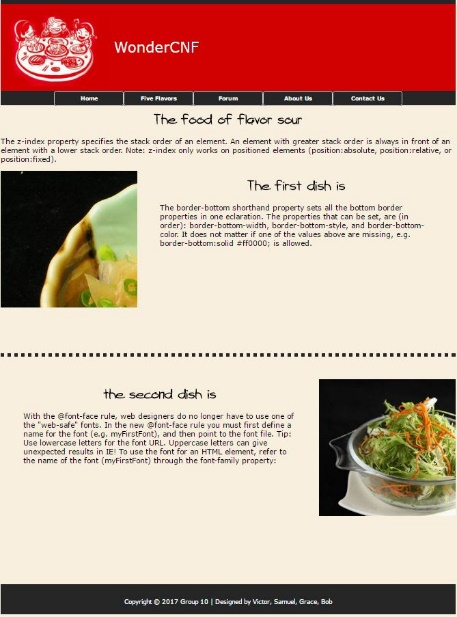 WonderCNF
Home Five Flavors Forum About Us Contact Us
The food of flavor sour
The z-index property specifies the stack order of an element. An element with greater stack order is always in front of an
element with a lower stack order. Note: z-index only works on positioned elements (position:absolute, position:relative, or
position:fixed).
The first dish is
The border-bottom shorthand property sets all the bottom border
properties in one eclaration. The properties that can be set, are (in
order): border-bottom-width, border-bottom-style, and border-bottom-
color. It does not matter if one of the values above are missing, e.g.
border-bottom:solid #ff0000; is allowed.
the second dish is
With the @font-face rule, web designers do no longer have to use one of
the "web-safe" fonts. In the new @font-face rule you must first define a
name for the font (e.g. myFirstFont), and then point to the font file. Tip:
Use lowercase letters for the font URL. Uppercase letters can give
unexpected results in IE! To use the font for an HTML element, refer to
the name of the font (myFirstFont) through the font-family property:
Copyright © 2017 Group 10 | Designed by Victor, Samuel, Grace, Bob